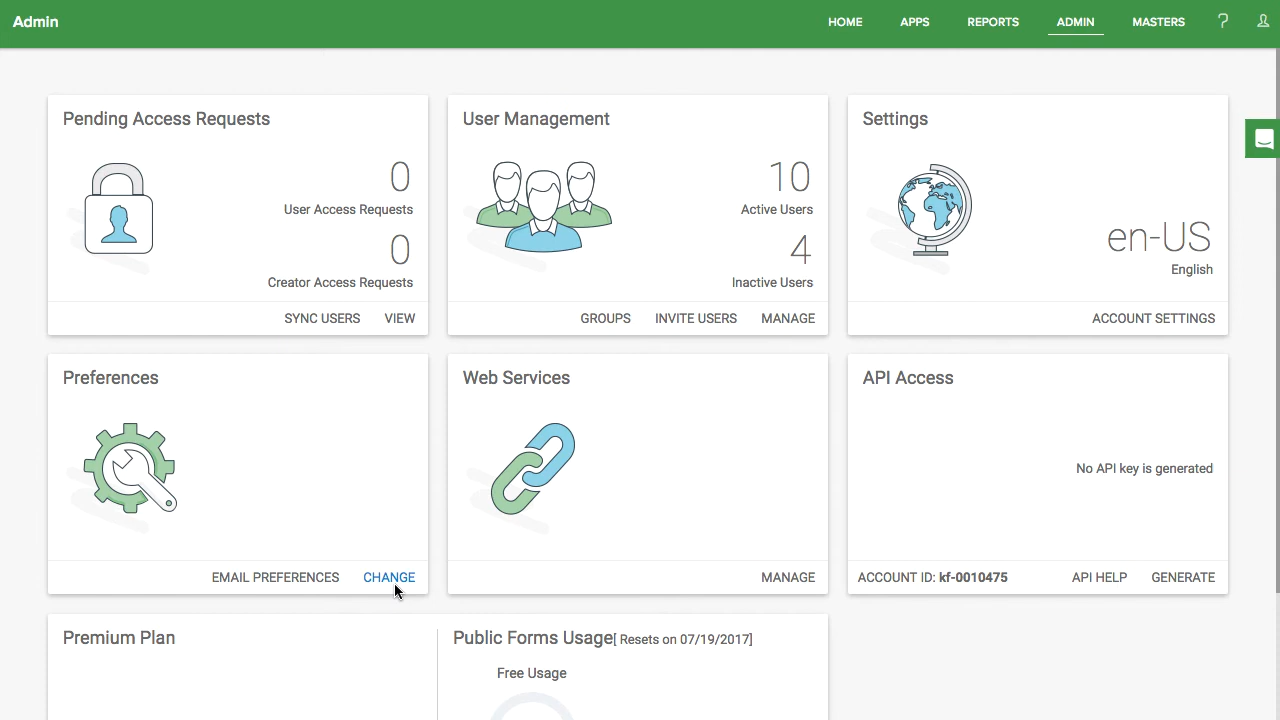 Admin
HOME APPS REPORTS ADMIN MASTERS ?
Pending Access Requests
0
User Access Requests
0
Creator Access Requests
SYNC USERS VIEW
User Management
10
Active Users
4
Inactive Users
GROUPS INVITE USERS MANAGE
Settings
en-US
English
ACCOUNT SETTINGS
Preferences
EMAIL PREFERENCES CHANGE
Web Services
MANAGE
API Access
No API key is generated
ACCOUNT ID: kf-0010475 API HELP GENERATE
Premium Plan
Public Forms Usage[ Resets on 07/19/2017]
Free Usage